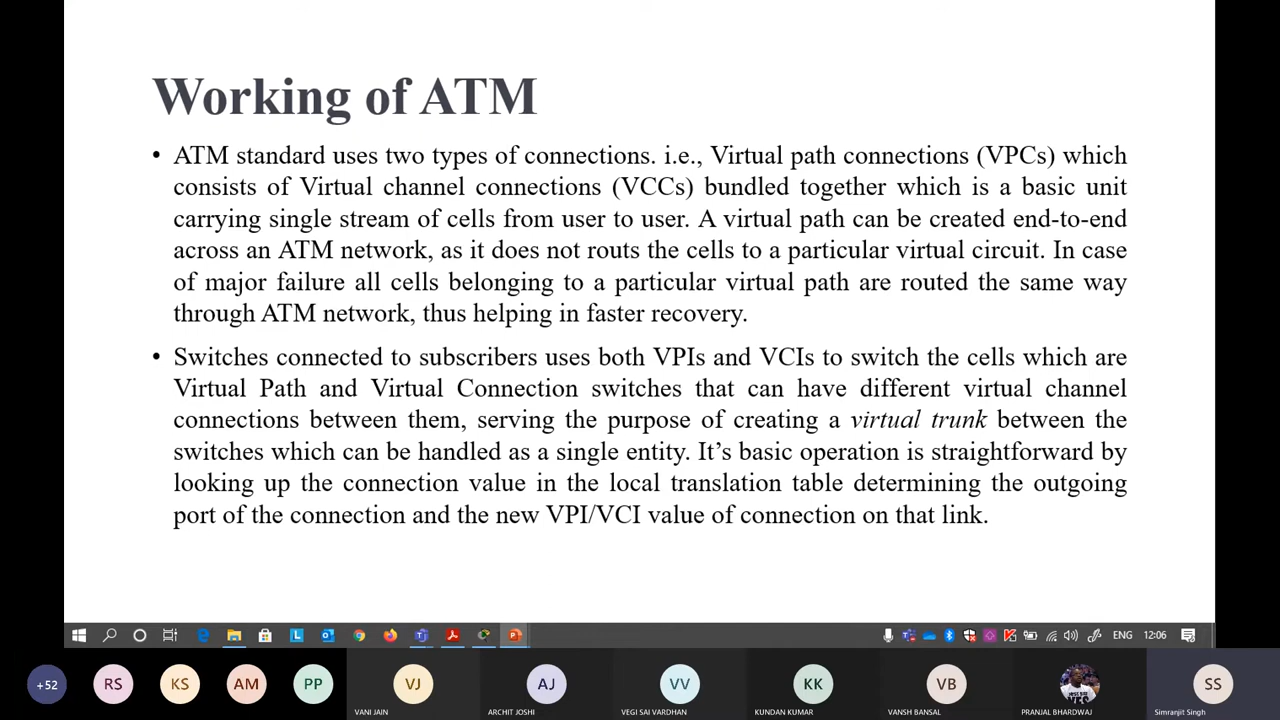 Working of ATM
• ATM standard uses two types of connections. i.e., Virtual path connections (VPCs) which
consists of Virtual channel connections (VCCs) bundled together which is a basic unit
carrying single stream of cells from user to user. A virtual path can be created end-to-end
across an ATM network, as it does not routs the cells to a particular virtual circuit. In case
of major failure all cells belonging to a particular virtual path are routed the same way
through ATM network, thus helping in faster recovery.
• Switches connected to subscribers uses both VPIs and VCIs to switch the cells which are
Virtual Path and Virtual Connection switches that can have different virtual channel
connections between them, serving the purpose of creating a virtual trunk between the
switches which can be handled as a single entity. It’s basic operation is straightforward by
looking up the connection value in the local translation table determining the outgoing
port of the connection and the new VPI/VCI value of connection on that link.
ENG 12:06
+52 RS KS AM PP VJ AJ VV KK VB SS
VANI JAIN ARCHIT JOSHI VEGI SAI VARDHAN KUNDAN KUMAR VANSH BANSAL PRANJAL BHARDWAJ Simranjit Singh